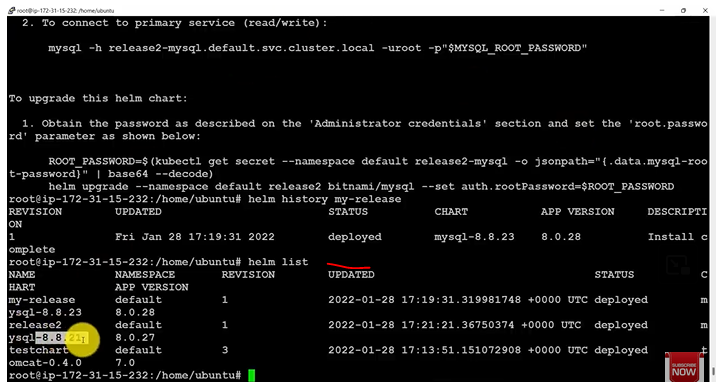 root@ip-172-31-15-232: /home/ubuntu
2. To connect to primary service (read/write):
mysql -h release2-mysql.default.svc.cluster.local -uroot -p"$MYSQL_ROOT_PASSWORD"
To upgrade this helm chart:
1. Obtain the password as described on the 'Administrator credentials' section and set the 'root.passwo
rd' parameter as shown below:
ROOT_PASSWORD=$(kubectl get secret --namespace default release2-mysql -o jsonpath="{.data.mysql-roo
t-password}" | base64 --decode)
helm upgrade --namespace default release2 bitnami/mysql --set auth.rootPassword=$ROOT_PASSWORD
root@ip-172-31-15-232:/home/ubuntu# helm history my-release
REVISION UPDATED STATUS CHART APP VERSION DESCRIPTI
ON
1 Fri Jan 28 17:19:31 2022 deployed mysql-8.8.23 8.0.28 Install c
omplete
root@ip-172-31-15-232:/home/ubuntu# helm list
NAME NAMESPACE REVISION UPDATED STATUS C
HART APP VERSION
my-release default 1 2022-01-28 17:19:31.319981748 +0000 UTC deployed m
ysql-8.8.23 8.0.28
release2 default 1 2022-01-28 17:21:21.36750374 +0000 UTC deployed m
ysql-8.8.21 8.0.27
testchart default 3 2022-01-28 17:13:51.151072908 +0000 UTC deployed t
omcat-0.4.0 7.0
root@ip-172-31-15-232:/home/ubuntu#
SUBSCRIBE
NOW